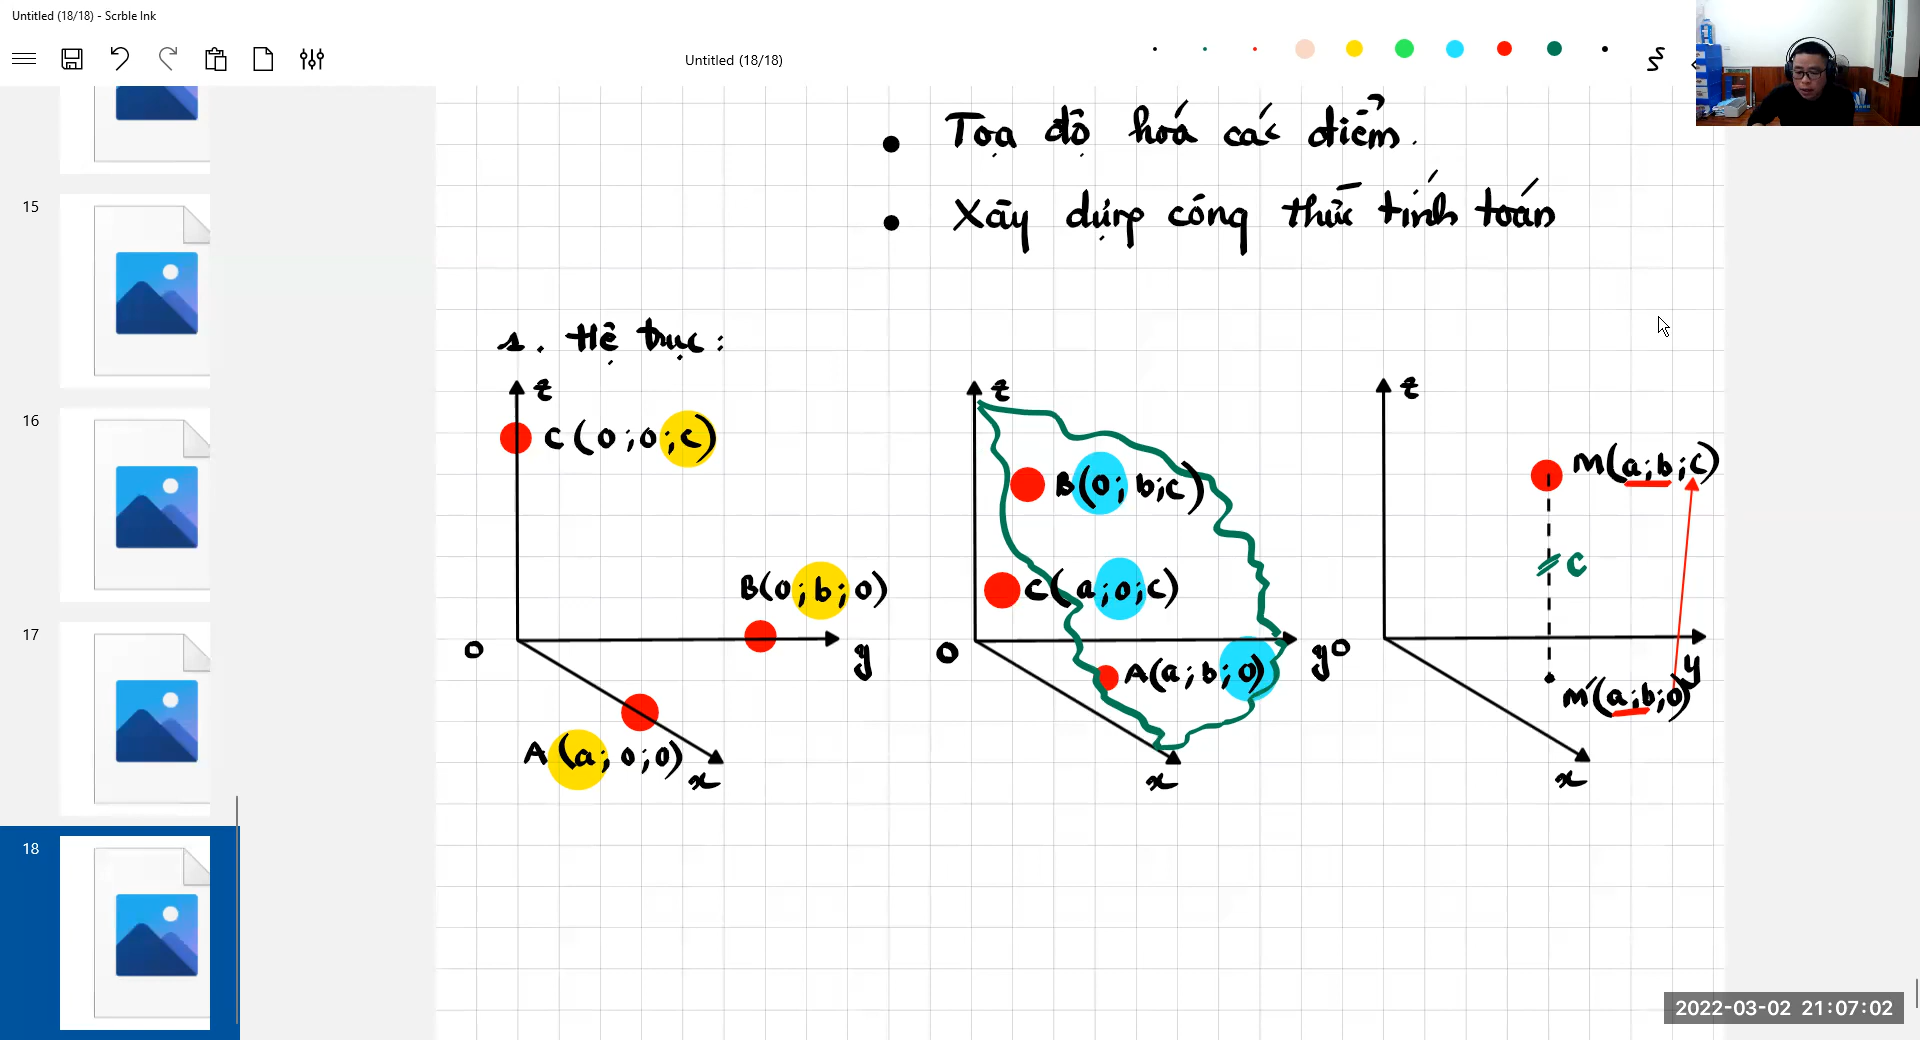 Untitled (18/18) - Scrble Ink
Untitled (18/18)
15
16
17
18
• Toạ độ hoá các điểm.
• Xây dựng công thức tính toán
1. Hệ trục:
z
C(0;0;c)
B(0;b;0)
O
y
A(a;0;0)
x
z
B(0;b;c)
C(a;0;c)
O
y
A(a;b;0)
x
z
M(a;b;c)
c
O
y
M'(a;b;0)
x
2022-03-02 21:07:02